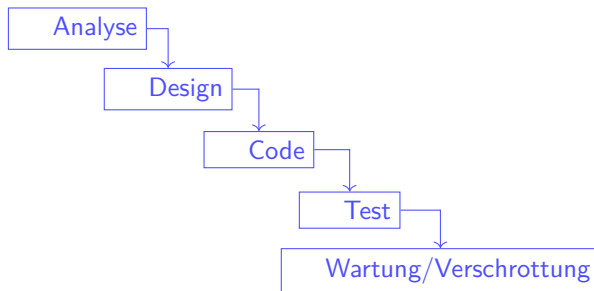 Analyse
Design
Code
Test
Wartung/Verschrottung